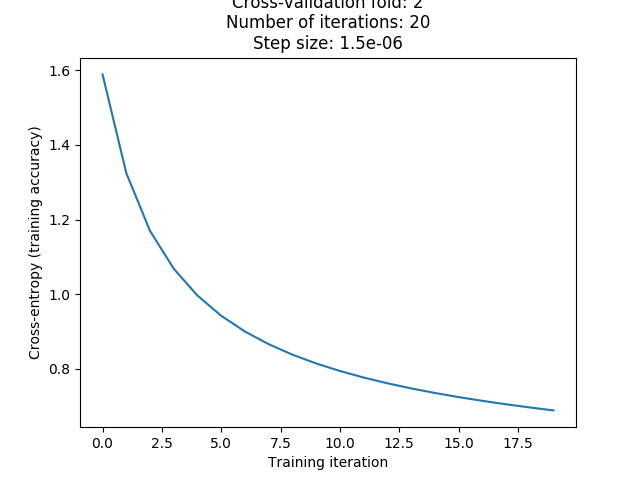 Cross-validation fold: 2
Number of iterations: 20
Step size: 1.5e-06
1.6
1.4
1.2
1.0
0.8
Cross-entropy (training accuracy)
0.0 2.5 5.0 7.5 10.0 12.5 15.0 17.5
Training iteration